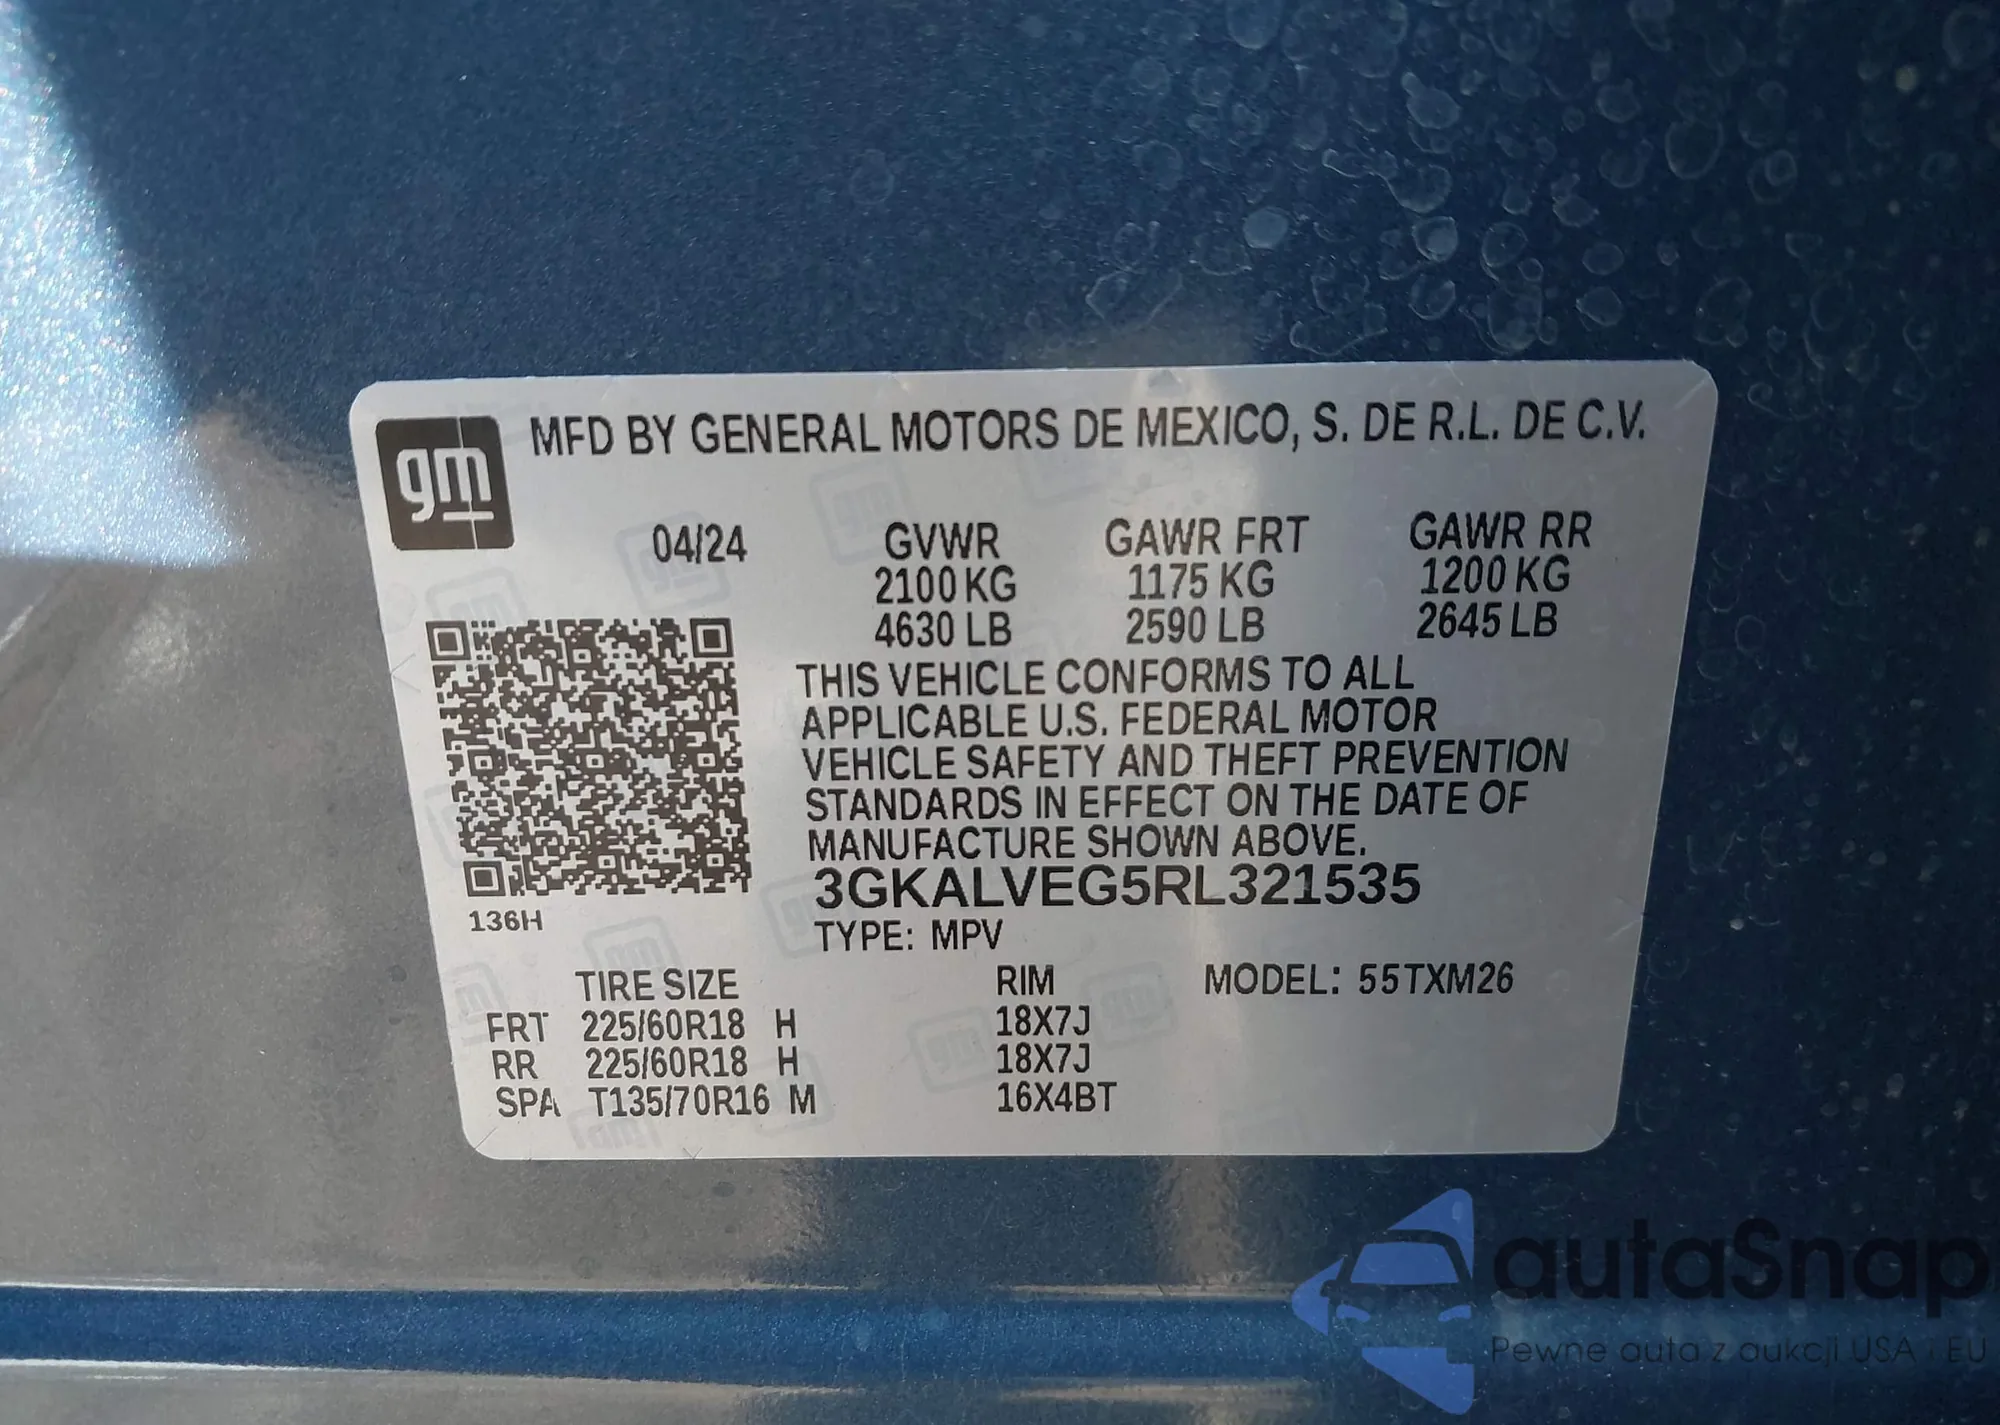 gm
MFD BY GENERAL MOTORS DE MEXICO, S. DE R.L. DE C.V.
04/24 GVWR GAWR FRT GAWR RR
2100 KG 1175 KG 1200 KG
4630 LB 2590 LB 2645 LB
THIS VEHICLE CONFORMS TO ALL
APPLICABLE U.S. FEDERAL MOTOR
VEHICLE SAFETY AND THEFT PREVENTION
STANDARDS IN EFFECT ON THE DATE OF
MANUFACTURE SHOWN ABOVE.
3GKALVEG5RL321535
136H
TYPE: MPV
TIRE SIZE RIM MODEL: 55TXM26
FRT 225/60R18 H 18X7J
RR 225/60R18 H 18X7J
SPA T135/70R16 M 16X4BT
autaSnap
Pewne auta z aukcji USA i EU